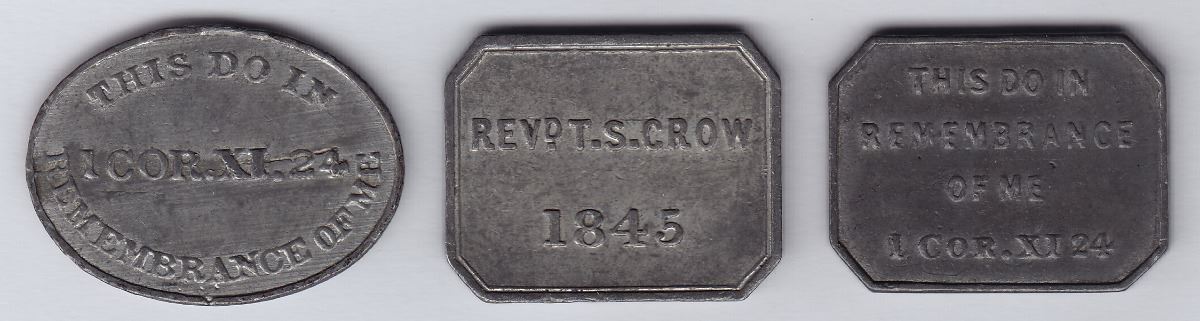 THIS DO IN
1 COR. XI. 24
REMEMBRANCE OF ME
REVD. T.S. CROW
1845
THIS DO IN
REMEMBRANCE
OF ME
1 COR. XI 24